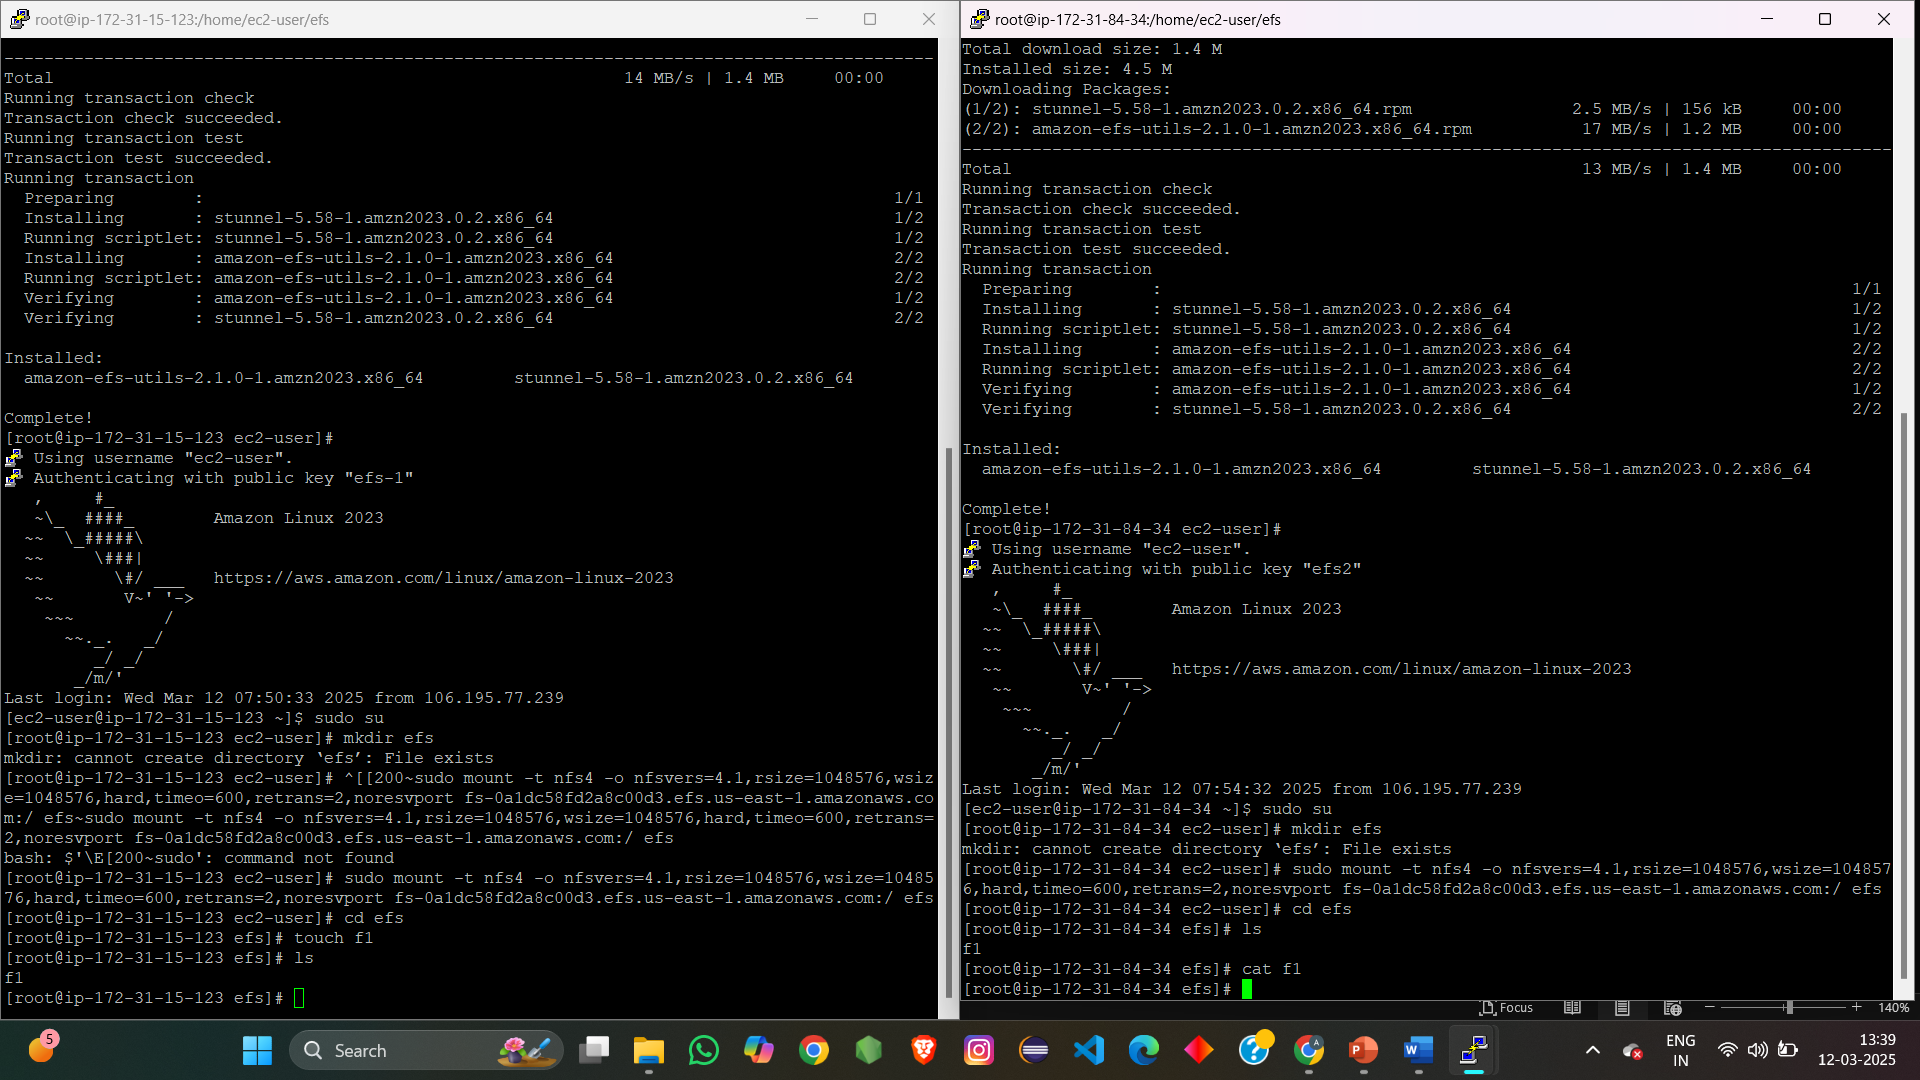 root@ip-172-31-15-123:/home/ec2-user/efs
--------------------------------------------------------------------------------
Total                                                          14 MB/s | 1.4 MB     00:00
Running transaction check
Transaction check succeeded.
Running transaction test
Transaction test succeeded.
Running transaction
  Preparing        :                                                                     1/1
  Installing       : stunnel-5.58-1.amzn2023.0.2.x86_64                                  1/2
  Running scriptlet: stunnel-5.58-1.amzn2023.0.2.x86_64                                  1/2
  Installing       : amazon-efs-utils-2.1.0-1.amzn2023.x86_64                            2/2
  Running scriptlet: amazon-efs-utils-2.1.0-1.amzn2023.x86_64                            2/2
  Verifying        : amazon-efs-utils-2.1.0-1.amzn2023.x86_64                            1/2
  Verifying        : stunnel-5.58-1.amzn2023.0.2.x86_64                                  2/2
Installed:
  amazon-efs-utils-2.1.0-1.amzn2023.x86_64         stunnel-5.58-1.amzn2023.0.2.x86_64
Complete!
[root@ip-172-31-15-123 ec2-user]#
Using username "ec2-user".
Authenticating with public key "efs-1"
   ,     #_
   ~\_  ####_        Amazon Linux 2023
  ~~  \_#####\
  ~~     \###|
  ~~       \#/ ___   https://aws.amazon.com/linux/amazon-linux-2023
   ~~       V~' '->
    ~~~         /
      ~~._.   _/
         _/ _/
       _/m/'
Last login: Wed Mar 12 07:50:33 2025 from 106.195.77.239
[ec2-user@ip-172-31-15-123 ~]$ sudo su
[root@ip-172-31-15-123 ec2-user]# mkdir efs
mkdir: cannot create directory ‘efs’: File exists
[root@ip-172-31-15-123 ec2-user]# ^[[200~sudo mount -t nfs4 -o nfsvers=4.1,rsize=1048576,wsiz
e=1048576,hard,timeo=600,retrans=2,noresvport fs-0a1dc58fd2a8c00d3.efs.us-east-1.amazonaws.co
m:/ efs~sudo mount -t nfs4 -o nfsvers=4.1,rsize=1048576,wsize=1048576,hard,timeo=600,retrans=
2,noresvport fs-0a1dc58fd2a8c00d3.efs.us-east-1.amazonaws.com:/ efs
bash: $'\E[200~sudo': command not found
[root@ip-172-31-15-123 ec2-user]# sudo mount -t nfs4 -o nfsvers=4.1,rsize=1048576,wsize=10485
76,hard,timeo=600,retrans=2,noresvport fs-0a1dc58fd2a8c00d3.efs.us-east-1.amazonaws.com:/ efs
[root@ip-172-31-15-123 ec2-user]# cd efs
[root@ip-172-31-15-123 efs]# touch f1
[root@ip-172-31-15-123 efs]# ls
f1
[root@ip-172-31-15-123 efs]#
root@ip-172-31-84-34:/home/ec2-user/efs
Total download size: 1.4 M
Installed size: 4.5 M
Downloading Packages:
(1/2): stunnel-5.58-1.amzn2023.0.2.x86_64.rpm                2.5 MB/s | 156 kB     00:00
(2/2): amazon-efs-utils-2.1.0-1.amzn2023.x86_64.rpm           17 MB/s | 1.2 MB     00:00
--------------------------------------------------------------------------------
Total                                                         13 MB/s | 1.4 MB     00:00
Running transaction check
Transaction check succeeded.
Running transaction test
Transaction test succeeded.
Running transaction
  Preparing        :                                                                     1/1
  Installing       : stunnel-5.58-1.amzn2023.0.2.x86_64                                  1/2
  Running scriptlet: stunnel-5.58-1.amzn2023.0.2.x86_64                                  1/2
  Installing       : amazon-efs-utils-2.1.0-1.amzn2023.x86_64                            2/2
  Running scriptlet: amazon-efs-utils-2.1.0-1.amzn2023.x86_64                            2/2
  Verifying        : amazon-efs-utils-2.1.0-1.amzn2023.x86_64                            1/2
  Verifying        : stunnel-5.58-1.amzn2023.0.2.x86_64                                  2/2
Installed:
  amazon-efs-utils-2.1.0-1.amzn2023.x86_64         stunnel-5.58-1.amzn2023.0.2.x86_64
Complete!
[root@ip-172-31-84-34 ec2-user]#
Using username "ec2-user".
Authenticating with public key "efs2"
   ,     #_
   ~\_  ####_        Amazon Linux 2023
  ~~  \_#####\
  ~~     \###|
  ~~       \#/ ___   https://aws.amazon.com/linux/amazon-linux-2023
   ~~       V~' '->
    ~~~         /
      ~~._.   _/
         _/ _/
       _/m/'
Last login: Wed Mar 12 07:54:32 2025 from 106.195.77.239
[ec2-user@ip-172-31-84-34 ~]$ sudo su
[root@ip-172-31-84-34 ec2-user]# mkdir efs
mkdir: cannot create directory ‘efs’: File exists
[root@ip-172-31-84-34 ec2-user]# sudo mount -t nfs4 -o nfsvers=4.1,rsize=1048576,wsize=104857
6,hard,timeo=600,retrans=2,noresvport fs-0a1dc58fd2a8c00d3.efs.us-east-1.amazonaws.com:/ efs
[root@ip-172-31-84-34 ec2-user]# cd efs
[root@ip-172-31-84-34 efs]# ls
f1
[root@ip-172-31-84-34 efs]# cat f1
[root@ip-172-31-84-34 efs]#
Focus
140%
5
Search
ENG
IN
13:39
12-03-2025